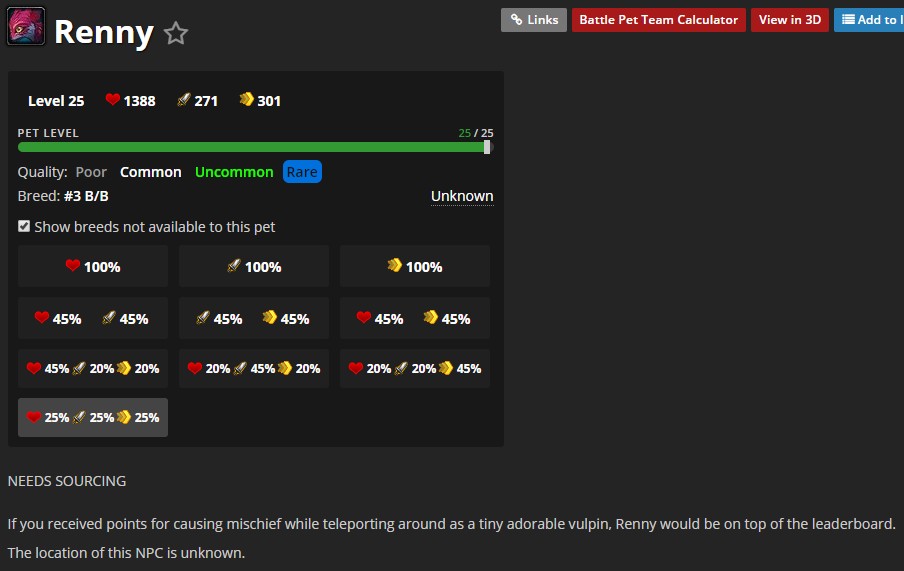 Renny
Links
Battle Pet Team Calculator
View in 3D
Add to
Level 25 1388 271 301
PET LEVEL 25 / 25
Quality: Poor Common Uncommon Rare
Breed: #3 B/B Unknown
Show breeds not available to this pet
100% 100% 100%
45% 45% 45% 45% 45% 45%
45% 20% 20% 20% 45% 20% 20% 20% 45%
25% 25% 25%
NEEDS SOURCING
If you received points for causing mischief while teleporting around as a tiny adorable vulpin, Renny would be on top of the leaderboard.
The location of this NPC is unknown.